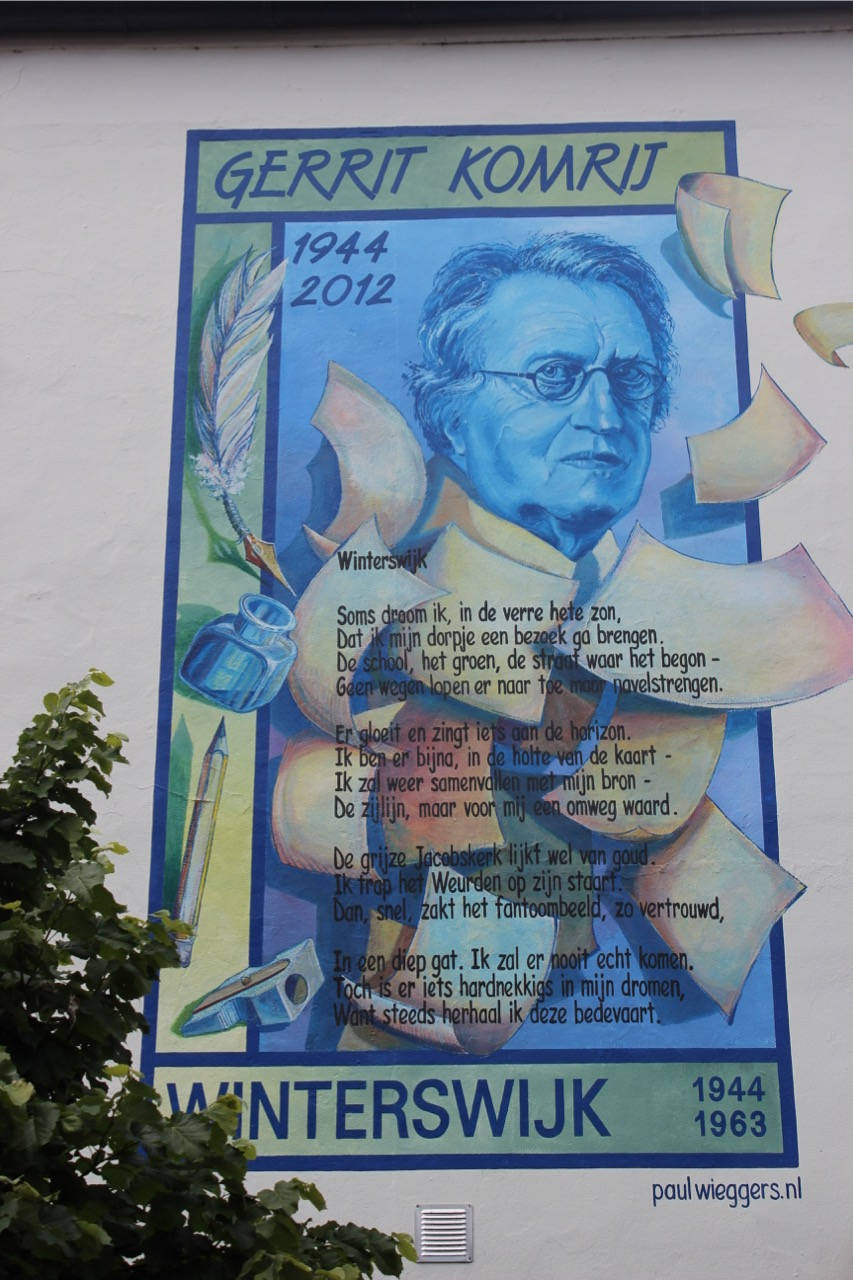 GERRIT KOMRIJ
1944
2012
Winterswijk
Soms droom ik, in de verre hete zon,
Dat ik mijn dorpje een bezoek ga brengen.
De school, het groen, de straat waar het begon -
Geen wegen lopen er naar toe maar navelstrengen.
Er gloeit en zingt iets aan de horizon.
Ik ben er bijna, in de holte van de kaart -
Ik zal weer samenvallen met mijn bron -
De zijlijn, maar voor mij een omweg waard.
De grijze Jacobskerk lijkt wel van goud.
Ik trap het Weurden op zijn staart.
Dan, snel, zakt het fantoombeeld, zo vertrouwd,
In een diep gat. Ik zal er nooit echt komen.
Toch is er iets hardnekkigs in mijn dromen,
Want steeds herhaal ik deze bedevaart.
WINTERSWIJK
1944
1963
paulwieggers.nl